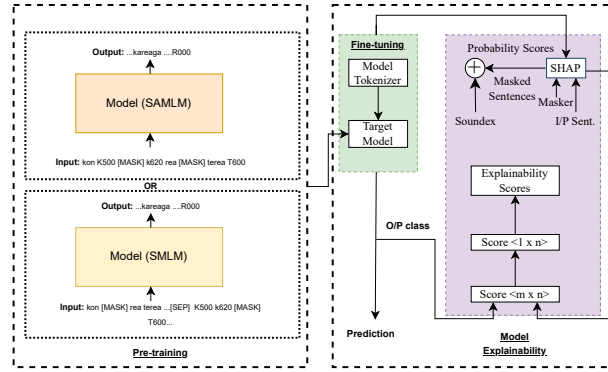 Output: ...kareaga ....R000
Model (SAMLM)
Input: kon K500 [MASK] k620 rea [MASK] terea T600
OR
Output: ...kareaga ....R000
Model (SMLM)
Input: kon [MASK] rea terea ...[SEP] K500 k620 [MASK]
T600...
Pre-training
Fine-tuning
Model
Tokenizer
Target
Model
O/P class
Prediction
Probability Scores
SHAP
Masked
Sentences
Masker
Soundex
I/P Sent.
Explainability
Scores
Score <1 x n>
Score <m x n>
Model
Explainability